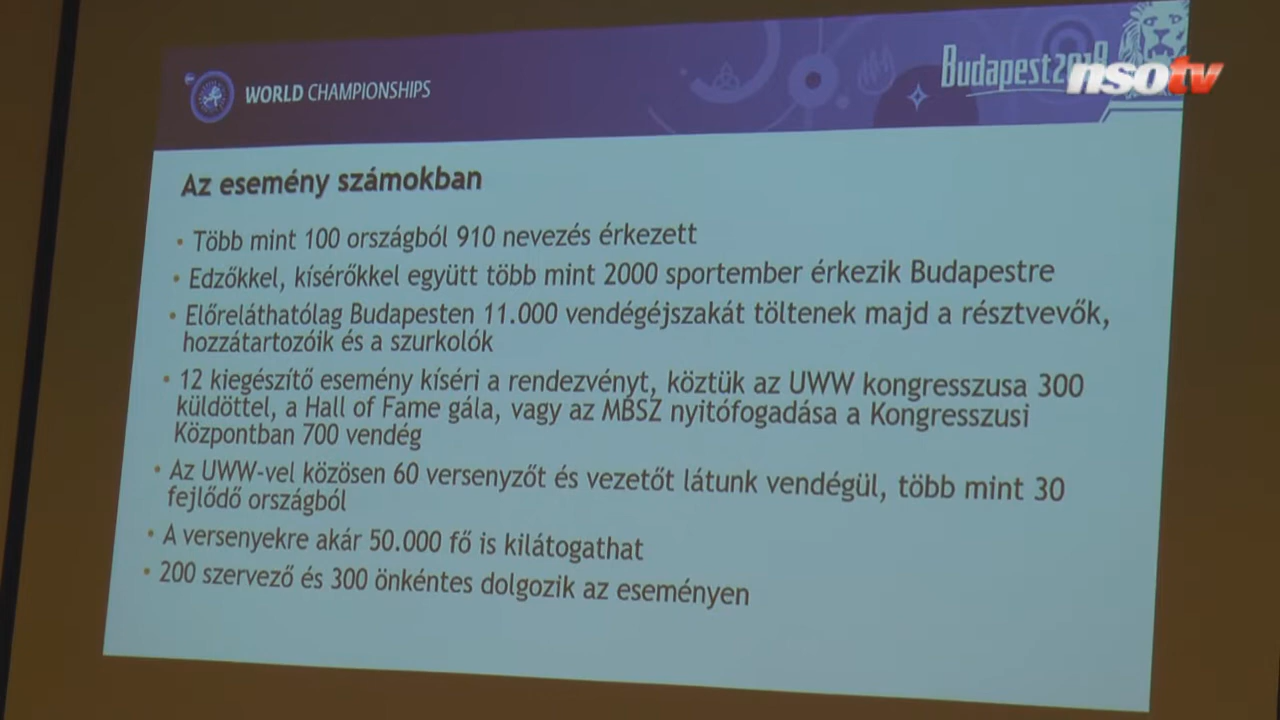 WORLD CHAMPIONSHIPS
Budapest
nsotv
Az esemény számokban
• Több mint 100 országból 910 nevezés érkezett
• Edzőkkel, kísérőkkel együtt több mint 2000 sportember érkezik Budapestre
• Előreláthatólag Budapesten 11.000 vendégéjszakát töltenek majd a résztvevők,
hozzátartozóik és a szurkolók
• 12 kiegészítő esemény kíséri a rendezvényt, köztük az UWW kongresszusa 300
küldöttel, a Hall of Fame gála, vagy az MBSZ nyitófogadása a Kongresszusi
Központban 700 vendég
• Az UWW-vel közösen 60 versenyzőt és vezetőt látunk vendégül, több mint 30
fejlődő országból
• A versenyekre akár 50.000 fő is kilátogathat
• 200 szervező és 300 önkéntes dolgozik az eseményen